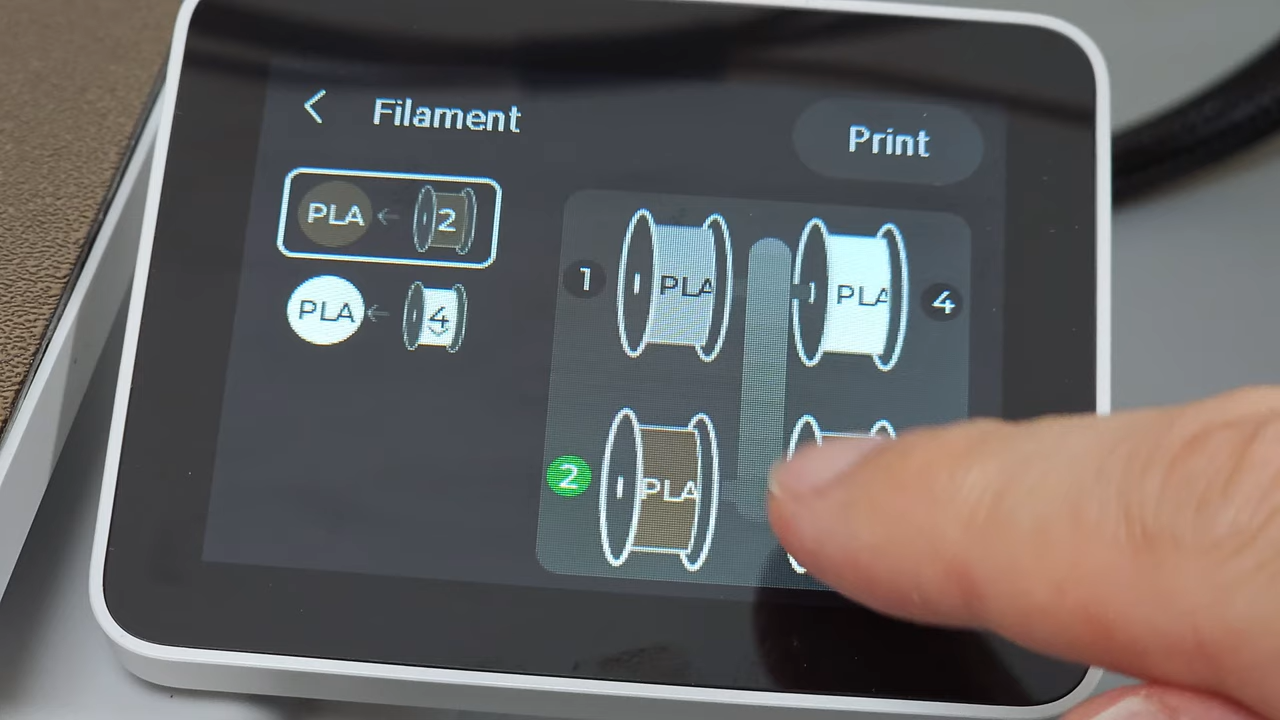 Filament
Print
PLA ← 2
PLA ← 4
1 PLA
PLA 4
2 PLA